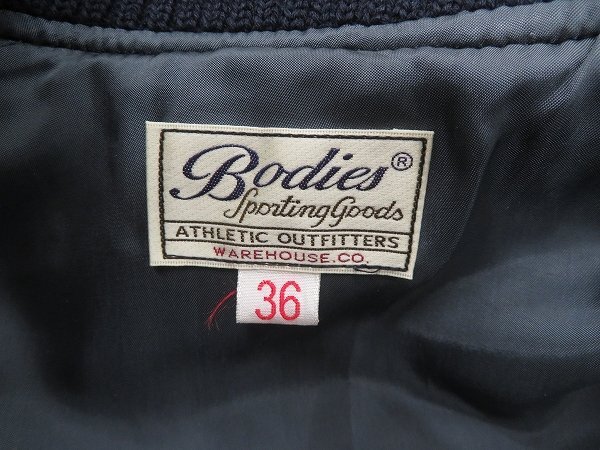 Bodies®
Sporting Goods
ATHLETIC OUTFITTERS
WAREHOUSE.CO.
36